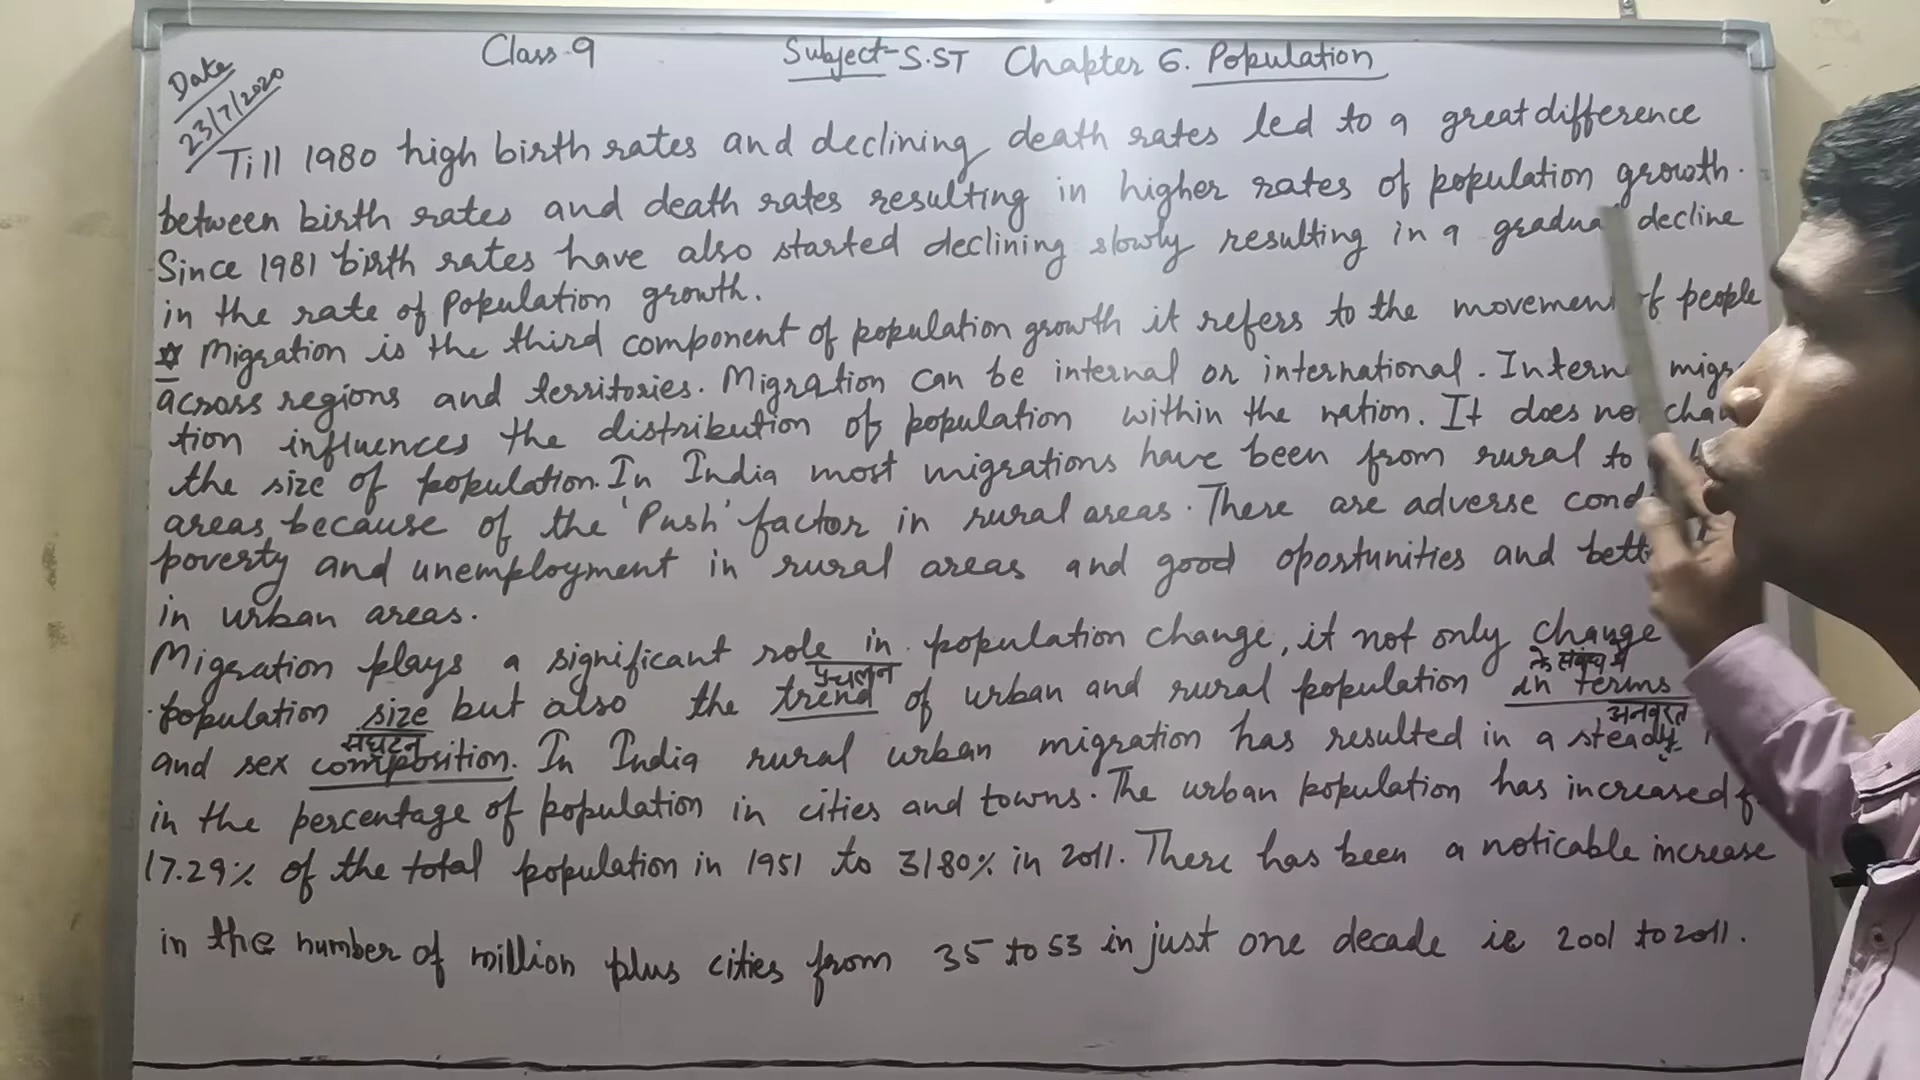 Date
23/7/2020
Class-9 Subject-S.ST Chapter 6. Population
Till 1980 high birth rates and declining death rates led to a great difference
between birth rates and death rates resulting in higher rates of population growth.
Since 1981 birth rates have also started declining slowly resulting in a gradua decline
in the rate of Population growth.
Migration is the third component of population growth it refers to the movemen f people
across regions and territories. Migration can be internal or international. Intern migr
tion influences the distribution of population within the nation. It does no cha
the size of population. In India most migrations have been from rural to
areas because of the 'Push' factor in rural areas. There are adverse cond
poverty and unemployment in rural areas and good oportunities and bett
in urban areas.
Migration plays a significant role in population change, it not only change
प्रचलन के संबंध में
population size but also the trend of urban and rural population in terms
संघटन अनवरत
and sex composition. In India rural urban migration has resulted in a steady
in the percentage of population in cities and towns. The urban population has increased f
17.29% of the total population in 1951 to 31.80% in 2011. There has been a noticable increase
in the number of million plus cities from 35 to 53 in just one decade ie 2001 to 2011.